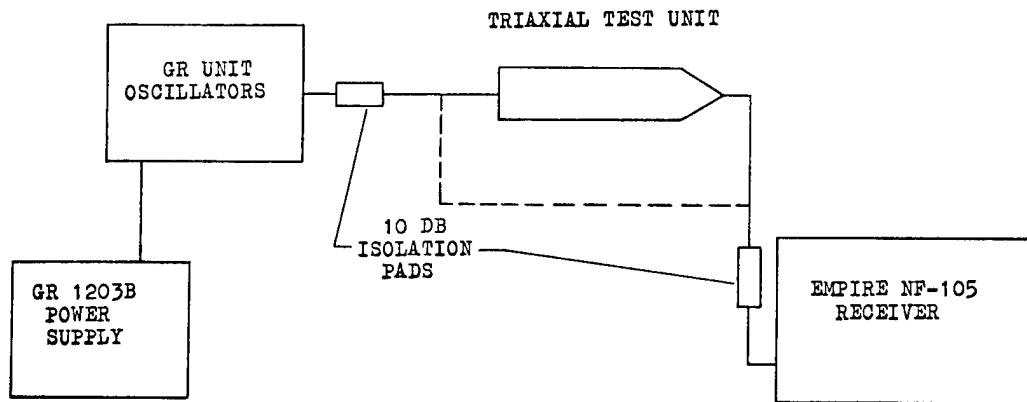 TRIAXIAL TEST UNIT
GR UNIT
OSCILLATORS
10 DB
ISOLATION
PADS
GR 1203B
POWER
SUPPLY
EMPIRE NF-105
RECEIVER